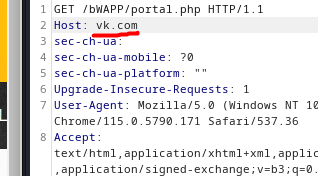 1 GET /bWAPP/portal.php HTTP/1.1
2 Host: vk.com
3 sec-ch-ua:
4 sec-ch-ua-mobile: ?0
5 sec-ch-ua-platform: ""
6 Upgrade-Insecure-Requests: 1
7 User-Agent: Mozilla/5.0 (Windows NT 10
Chrome/115.0.5790.171 Safari/537.36
8 Accept:
text/html,application/xhtml+xml,applic
,application/signed-exchange;v=b3;q=0.